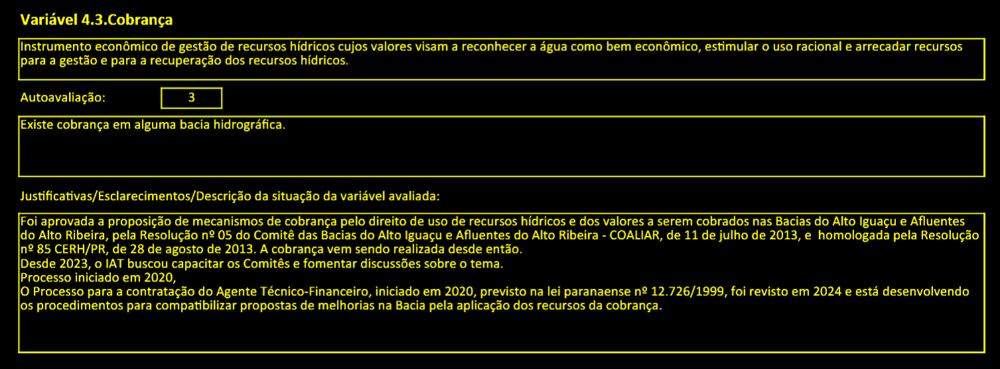 Variável 4.3.Cobrança
Instrumento econômico de gestão de recursos hídricos cujos valores visam a reconhecer a água como bem econômico, estimular o uso racional e arrecadar recursos
para a gestão e para a recuperação dos recursos hídricos.
Autoavaliação: 3
Existe cobrança em alguma bacia hidrográfica.
Justificativas/Esclarecimentos/Descrição da situação da variável avaliada:
Foi aprovada a proposição de mecanismos de cobrança pelo direito de uso de recursos hídricos e dos valores a serem cobrados nas Bacias do Alto Iguaçu e Afluentes
do Alto Ribeira, pela Resolução nº 05 do Comitê das Bacias do Alto Iguaçu e Afluentes do Alto Ribeira - COALIAR, de 11 de julho de 2013, e  homologada pela Resolução
nº 85 CERH/PR, de 28 de agosto de 2013. A cobrança vem sendo realizada desde então.
Desde 2023, o IAT buscou capacitar os Comitês e fomentar discussões sobre o tema.
Processo iniciado em 2020,
O Processo para a contratação do Agente Técnico-Financeiro, iniciado em 2020, previsto na lei paranaense nº 12.726/1999, foi revisto em 2024 e está desenvolvendo
os procedimentos para compatibilizar propostas de melhorias na Bacia pela aplicação dos recursos da cobrança.